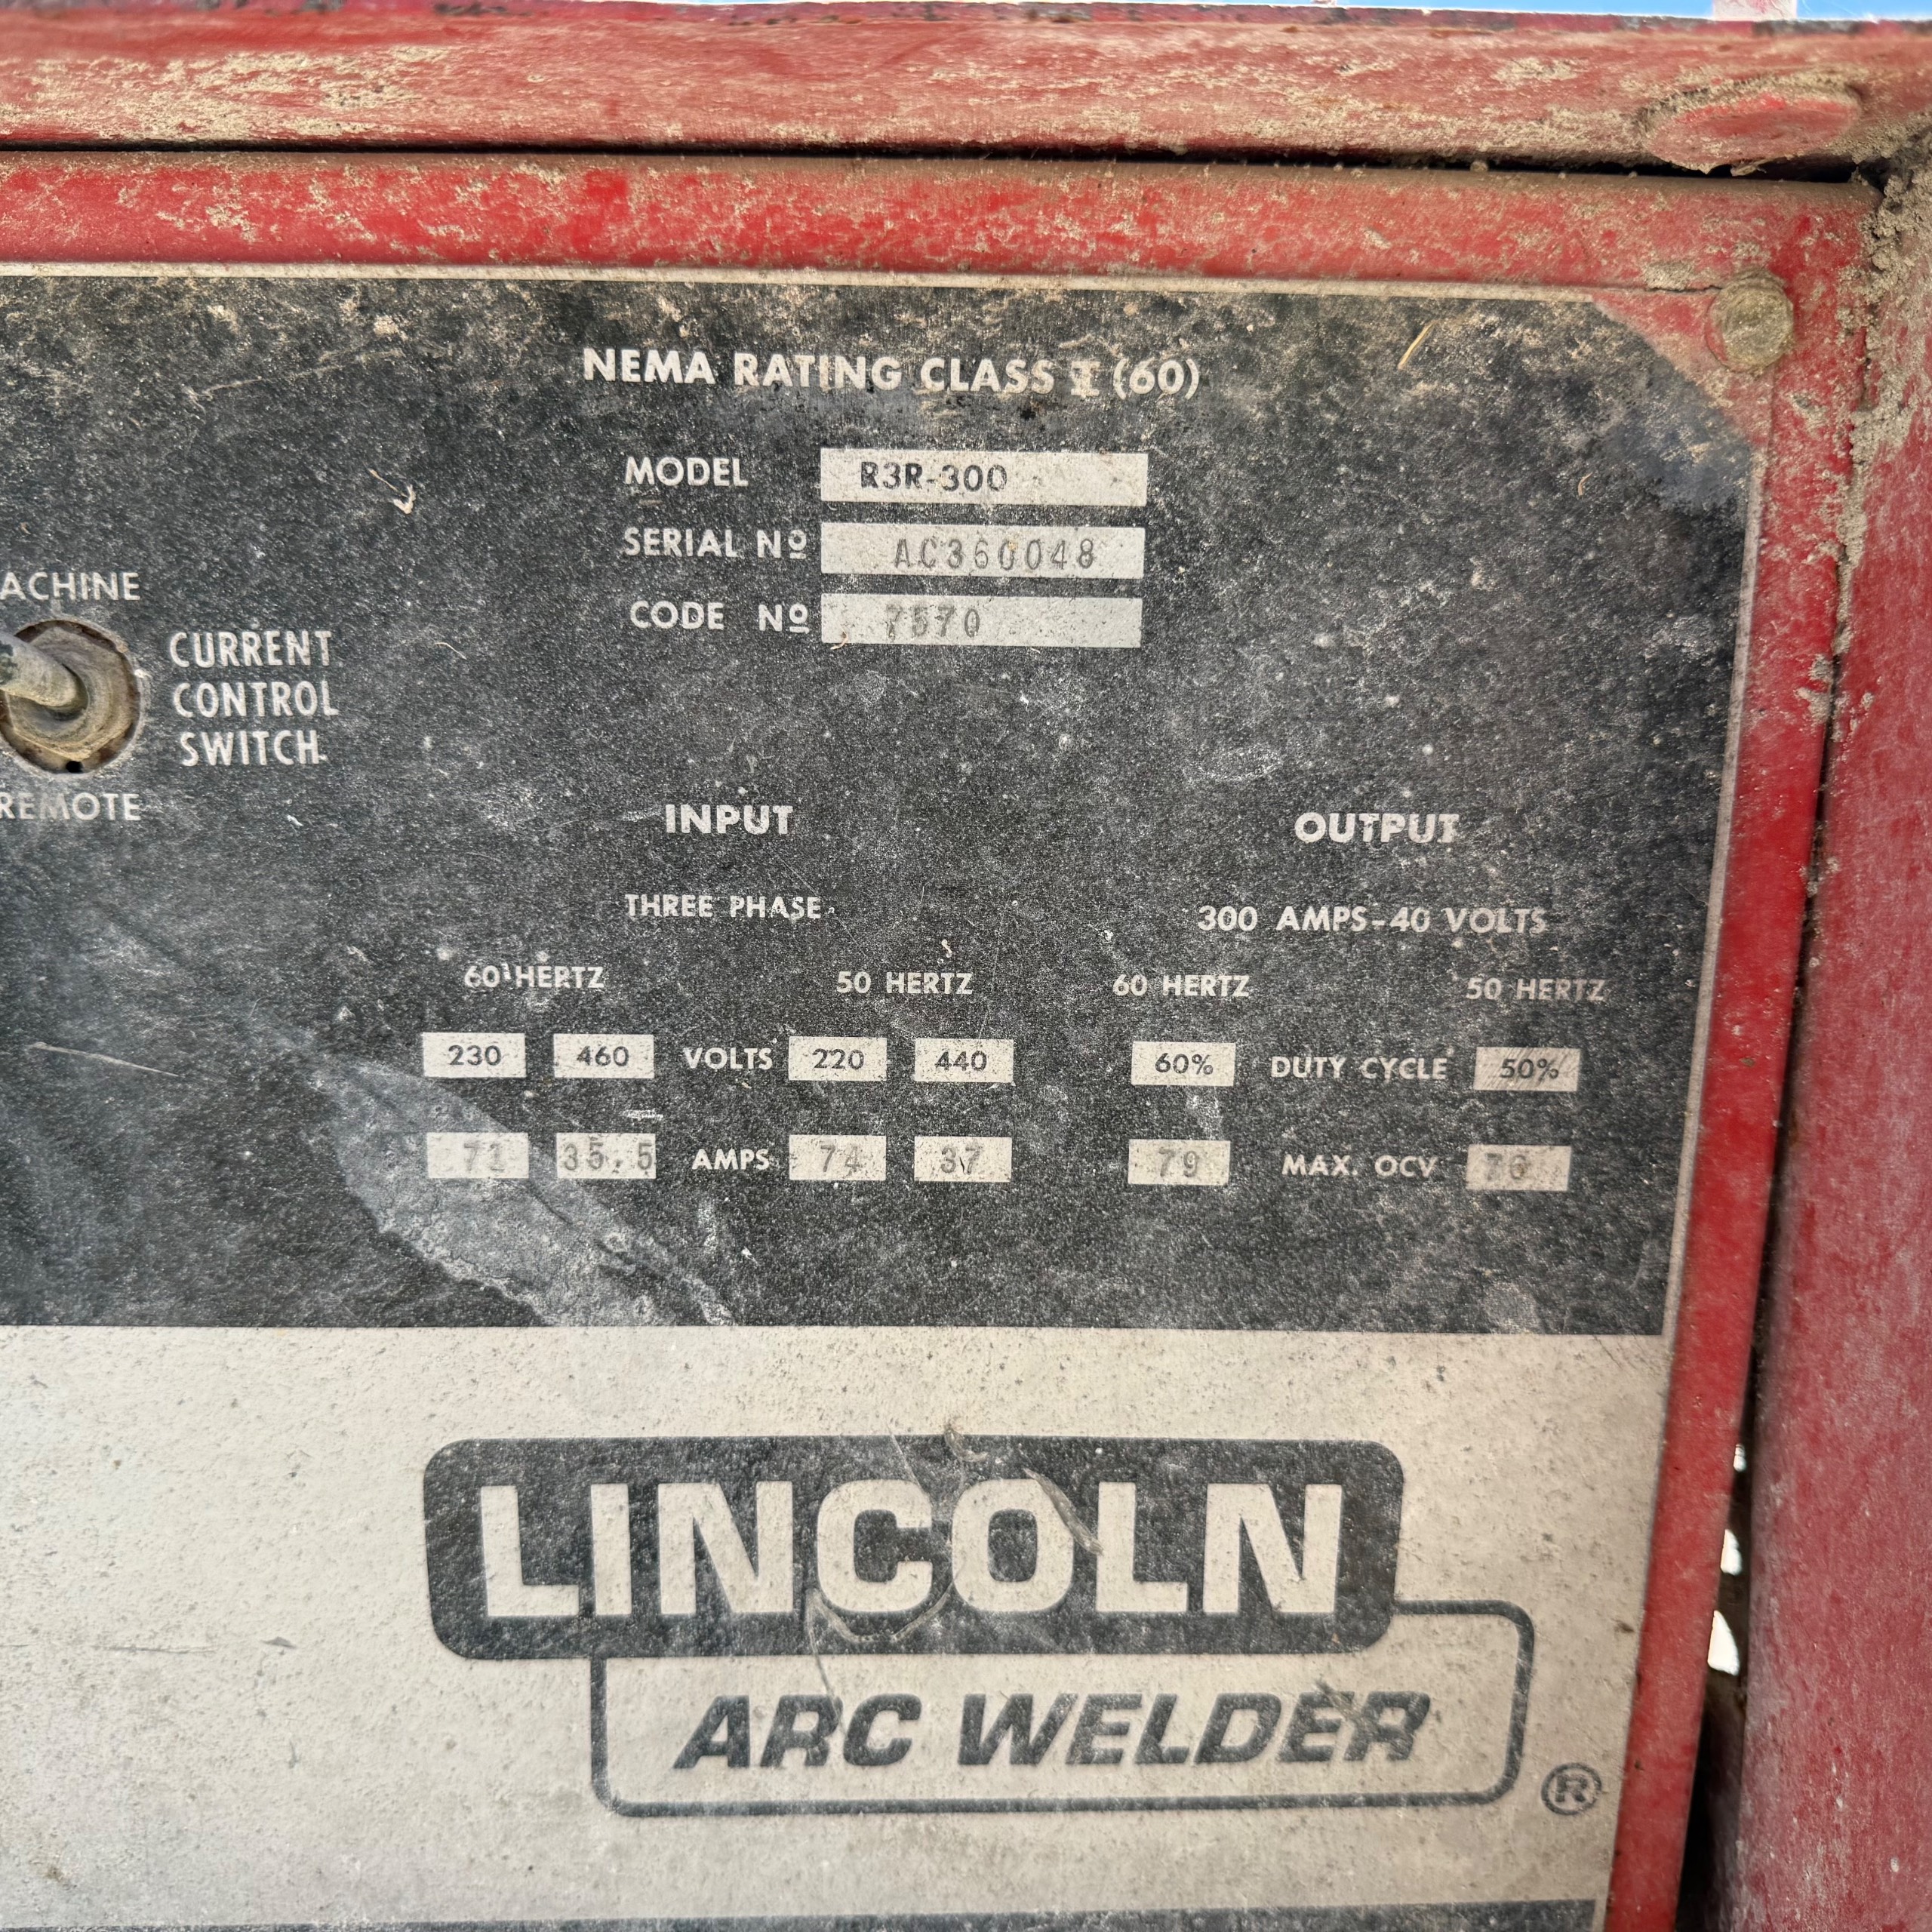 NEMA RATING CLASS I (60)
MODEL R3R-300
SERIAL Nº AC360048
CODE Nº 7570
ACHINE
CURRENT
CONTROL
SWITCH
REMOTE
INPUT OUTPUT
THREE PHASE 300 AMPS-40 VOLTS
60 HERTZ 50 HERTZ 60 HERTZ 50 HERTZ
230 460 VOLTS 220 440 60% DUTY CYCLE 50%
71 35.5 AMPS 74 37 79 MAX. OCV 76
LINCOLN
ARC WELDER
®